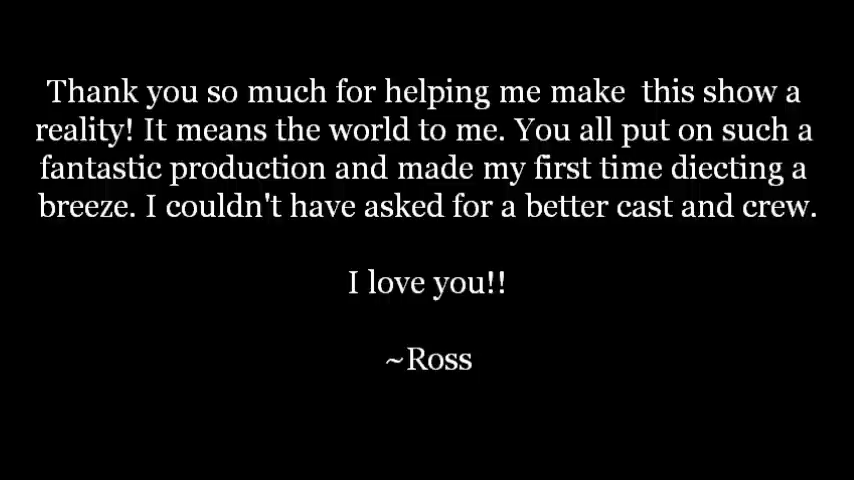 Thank you so much for helping me make  this show a
reality! It means the world to me. You all put on such a
fantastic production and made my first time diecting a
breeze. I couldn't have asked for a better cast and crew.
I love you!!
~Ross